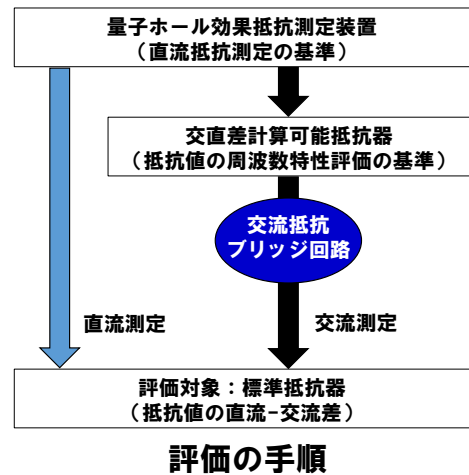 量子ホール効果抵抗測定装置
（直流抵抗測定の基準）
交直差計算可能抵抗器
（抵抗値の周波数特性評価の基準）
交流抵抗
ブリッジ回路
直流測定
交流測定
評価対象：標準抵抗器
（抵抗値の直流-交流差）
評価の手順